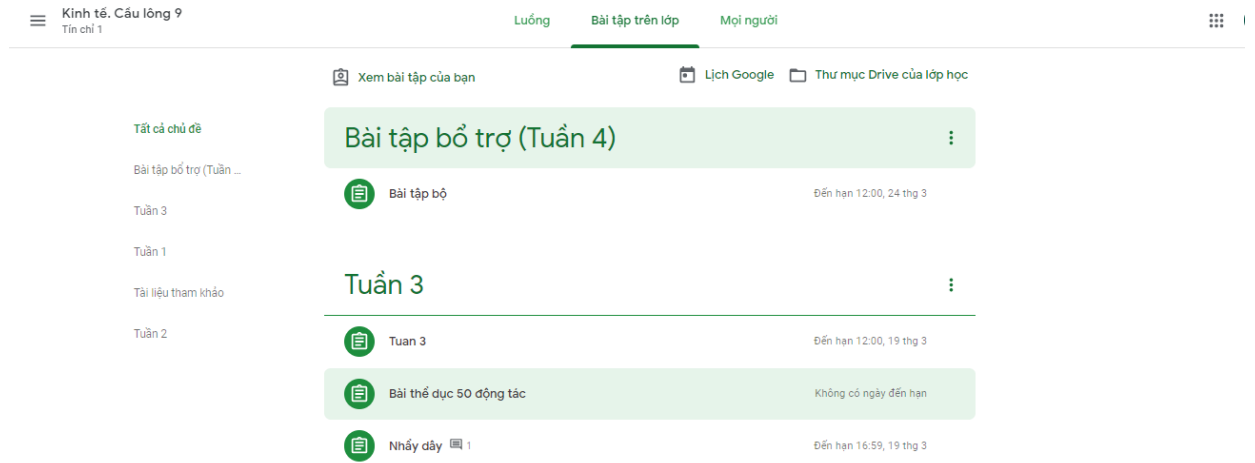 Kinh tế. Cầu lông 9
Tín chỉ 1
Luồng
Bài tập trên lớp
Mọi người
Xem bài tập của bạn
Lịch Google
Thư mục Drive của lớp học
Tất cả chủ đề
Bài tập bổ trợ (Tuần ...
Tuần 3
Tuần 1
Tài liệu tham khảo
Tuần 2
Bài tập bổ trợ (Tuần 4)
Bài tập bộ Đến hạn 12:00, 24 thg 3
Tuần 3
Tuan 3 Đến hạn 12:00, 19 thg 3
Bài thể dục 50 động tác Không có ngày đến hạn
Nhẩy dây 1 Đến hạn 16:59, 19 thg 3